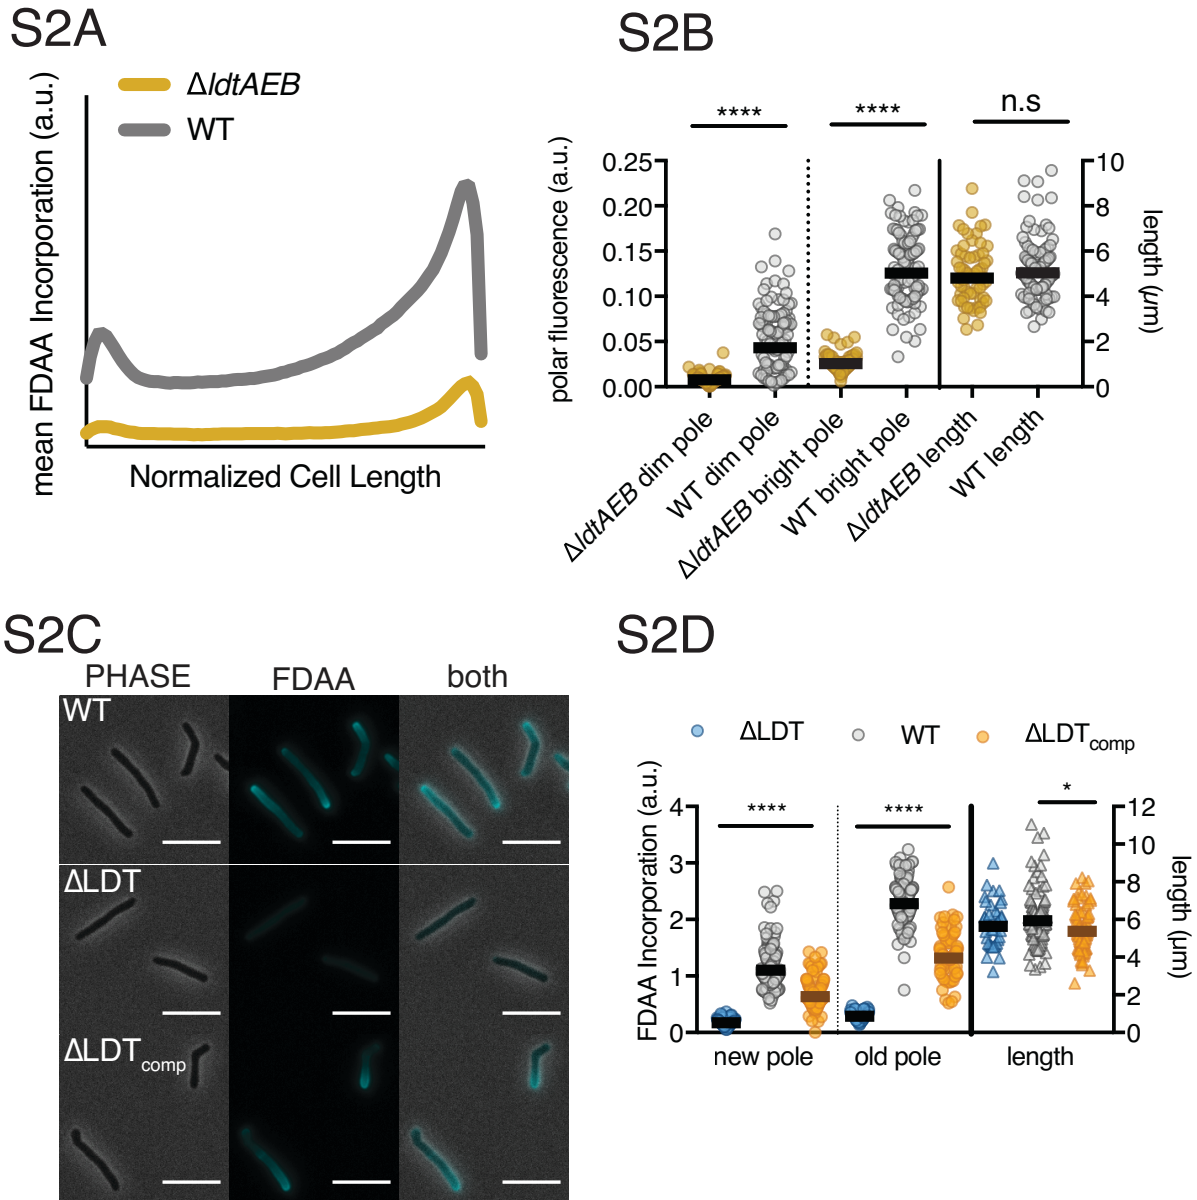 S2A
ΔldtAEB
WT
mean FDAA Incorporation (a.u.)
Normalized Cell Length
S2B
**** **** n.s
polar fluorescence (a.u.)
0.25
0.20
0.15
0.10
0.05
0.00
10
8
6
4
2
0
length (μm)
ΔldtAEB dim pole
WT dim pole
ΔldtAEB bright pole
WT bright pole
ΔldtAEB length
WT length
S2C
PHASE FDAA both
WT
ΔLDT
ΔLDTcomp
S2D
ΔLDT WT ΔLDTcomp
**** **** *
FDAA Incorporation (a.u.)
4
3
2
1
0
12
10
8
6
4
2
0
length (μm)
new pole old pole length